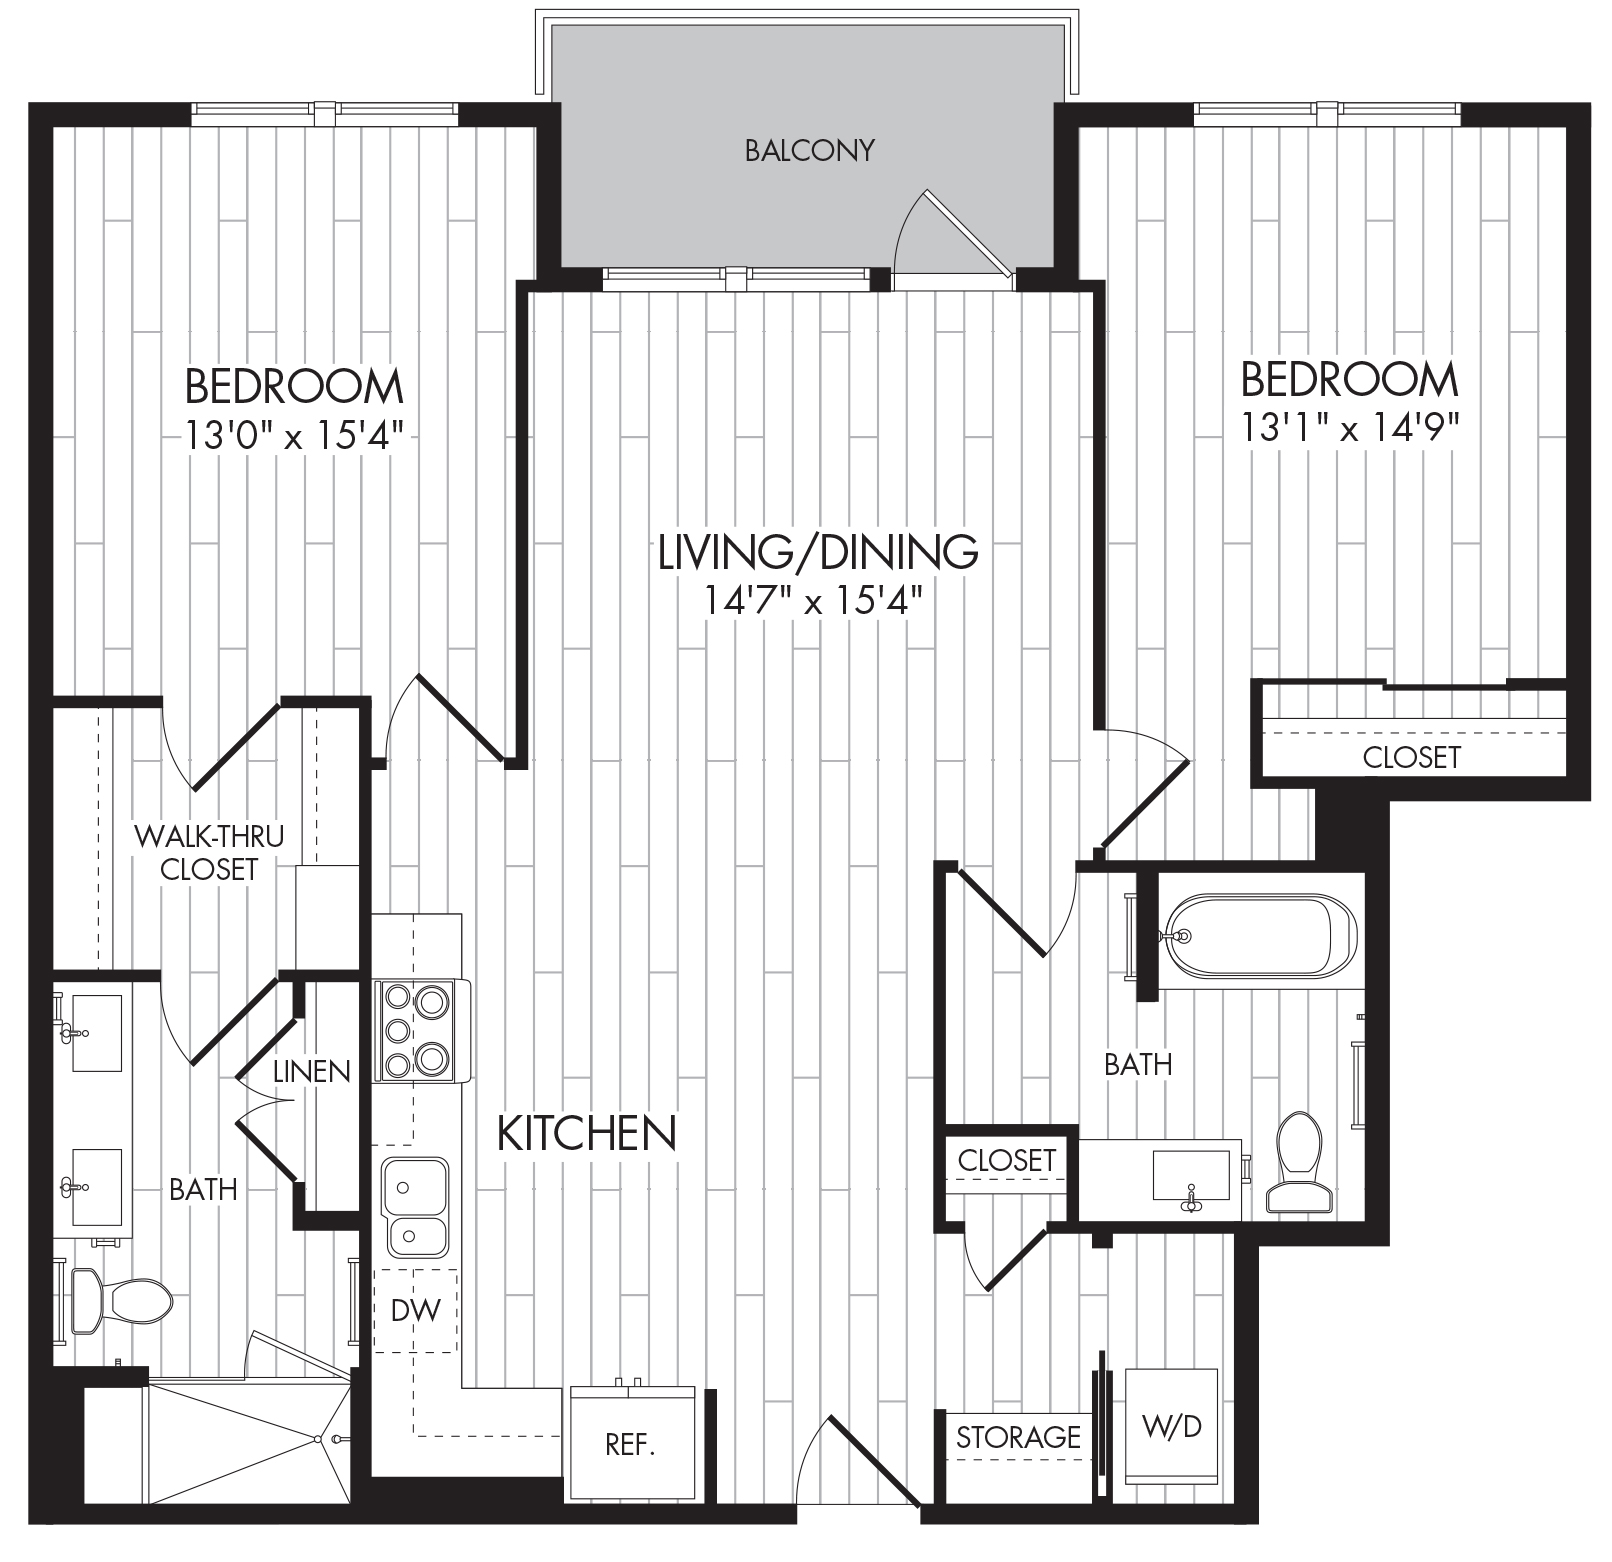 BALCONY
BEDROOM
13'0" x 15'4"
BEDROOM
13'1" x 14'9"
LIVING/DINING
14'7" x 15'4"
CLOSET
WALK-THRU
CLOSET
LINEN
BATH
KITCHEN
BATH
CLOSET
DW
REF.
STORAGE
W/D